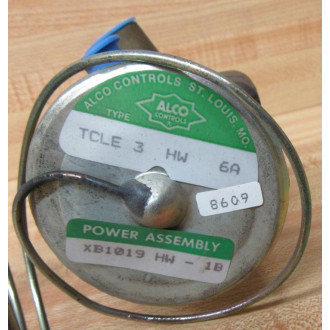 ALCO CONTROLS ST. LOUIS, MO.
TYPE
ALCO
CONTROLS
TCLE 3 HW 6A
B609
POWER ASSEMBLY
XB1019 HW - 1B